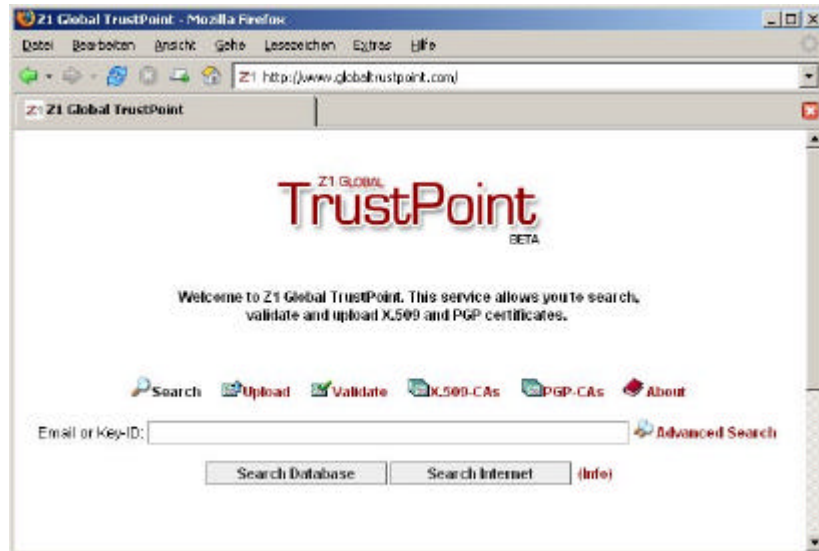 Z1 Global TrustPoint - Mozilla Firefox
Datei Bearbeiten Ansicht Gehe Lesezeichen Extras Hilfe
Z1 http://www.globaltrustpoint.com/
Z1 Z1 Global TrustPoint
Z1 GLOBAL
TrustPoint
BETA
Welcome to Z1 Global TrustPoint. This service allows you to search,
validate and upload X.509 and PGP certificates.
Search Upload Validate X.509-CAs PGP-CAs About
Email or Key-ID: Advanced Search
Search Database Search Internet (Info)